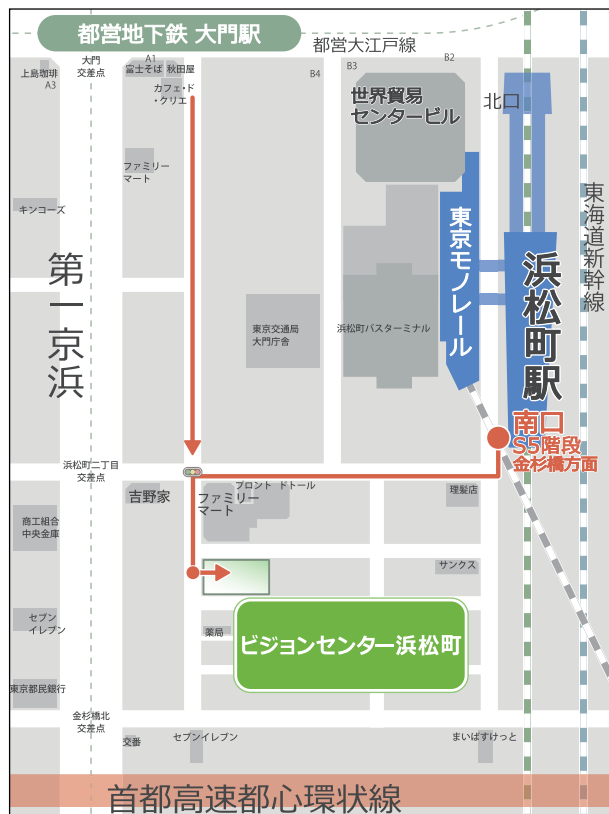 都営地下鉄 大門駅
都営大江戸線
大門
交差点
A1
B2
B3
B4
上島珈琲
A3
富士そば 秋田屋
カフェ・ド
・クリエ
世界貿易
センタービル
北口
ファミリー
マート
キンコーズ
東京モノレール
東海道新幹線
第一京浜
浜松町駅
東京交通局
大門庁舎
浜松町バスターミナル
南口
S5階段
金杉橋方面
浜松町二丁目
交差点
吉野家
ファミリー
マート
プロント ドトール
理髪店
商工組合
中央金庫
サンクス
セブン
イレブン
薬局
ビジョンセンター浜松町
東京都民銀行
金杉橋北
交差点
交番
セブンイレブン
まいばすけっと
首都高速都心環状線